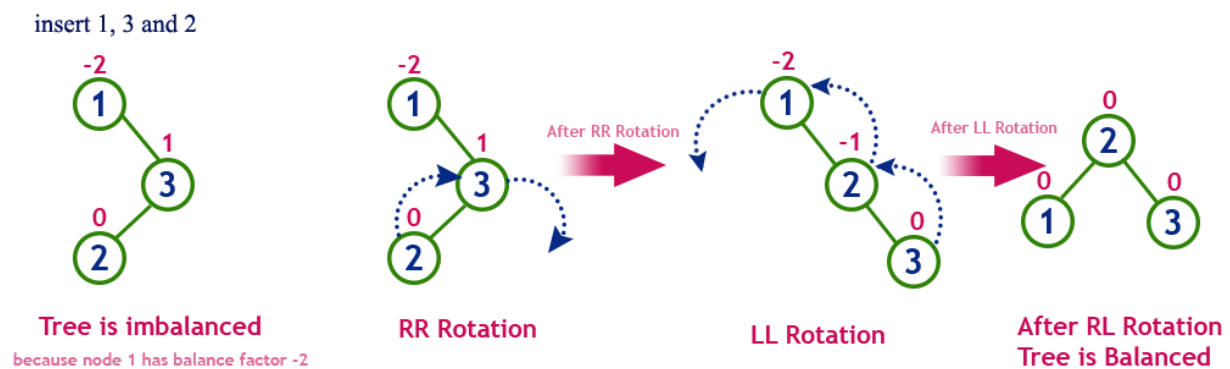 insert 1, 3 and 2
-2
1
1
3
0
2
Tree is imbalanced
because node 1 has balance factor -2
-2
1
1
3
0
2
RR Rotation
After RR Rotation
-2
1
-1
2
0
3
LL Rotation
After LL Rotation
0
2
0
1
0
3
After RL Rotation
Tree is Balanced